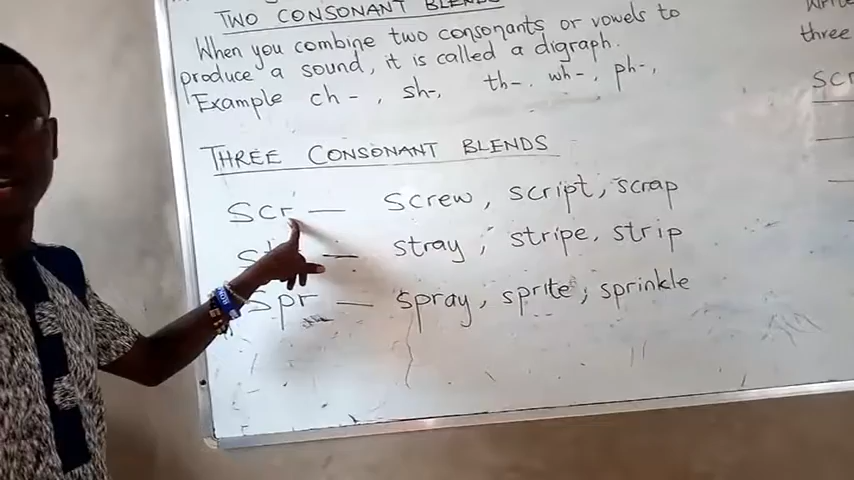 TWO CONSONANT BLENDS
When you combine two consonants or vowels to
produce a sound, it is called a digraph.
Example ch-, sh-, th-, wh-, ph-,
THREE CONSONANT BLENDS
Scr — screw, script, scrap
— stray, stripe, strip
Spr — spray, sprite, sprinkle
three
scr